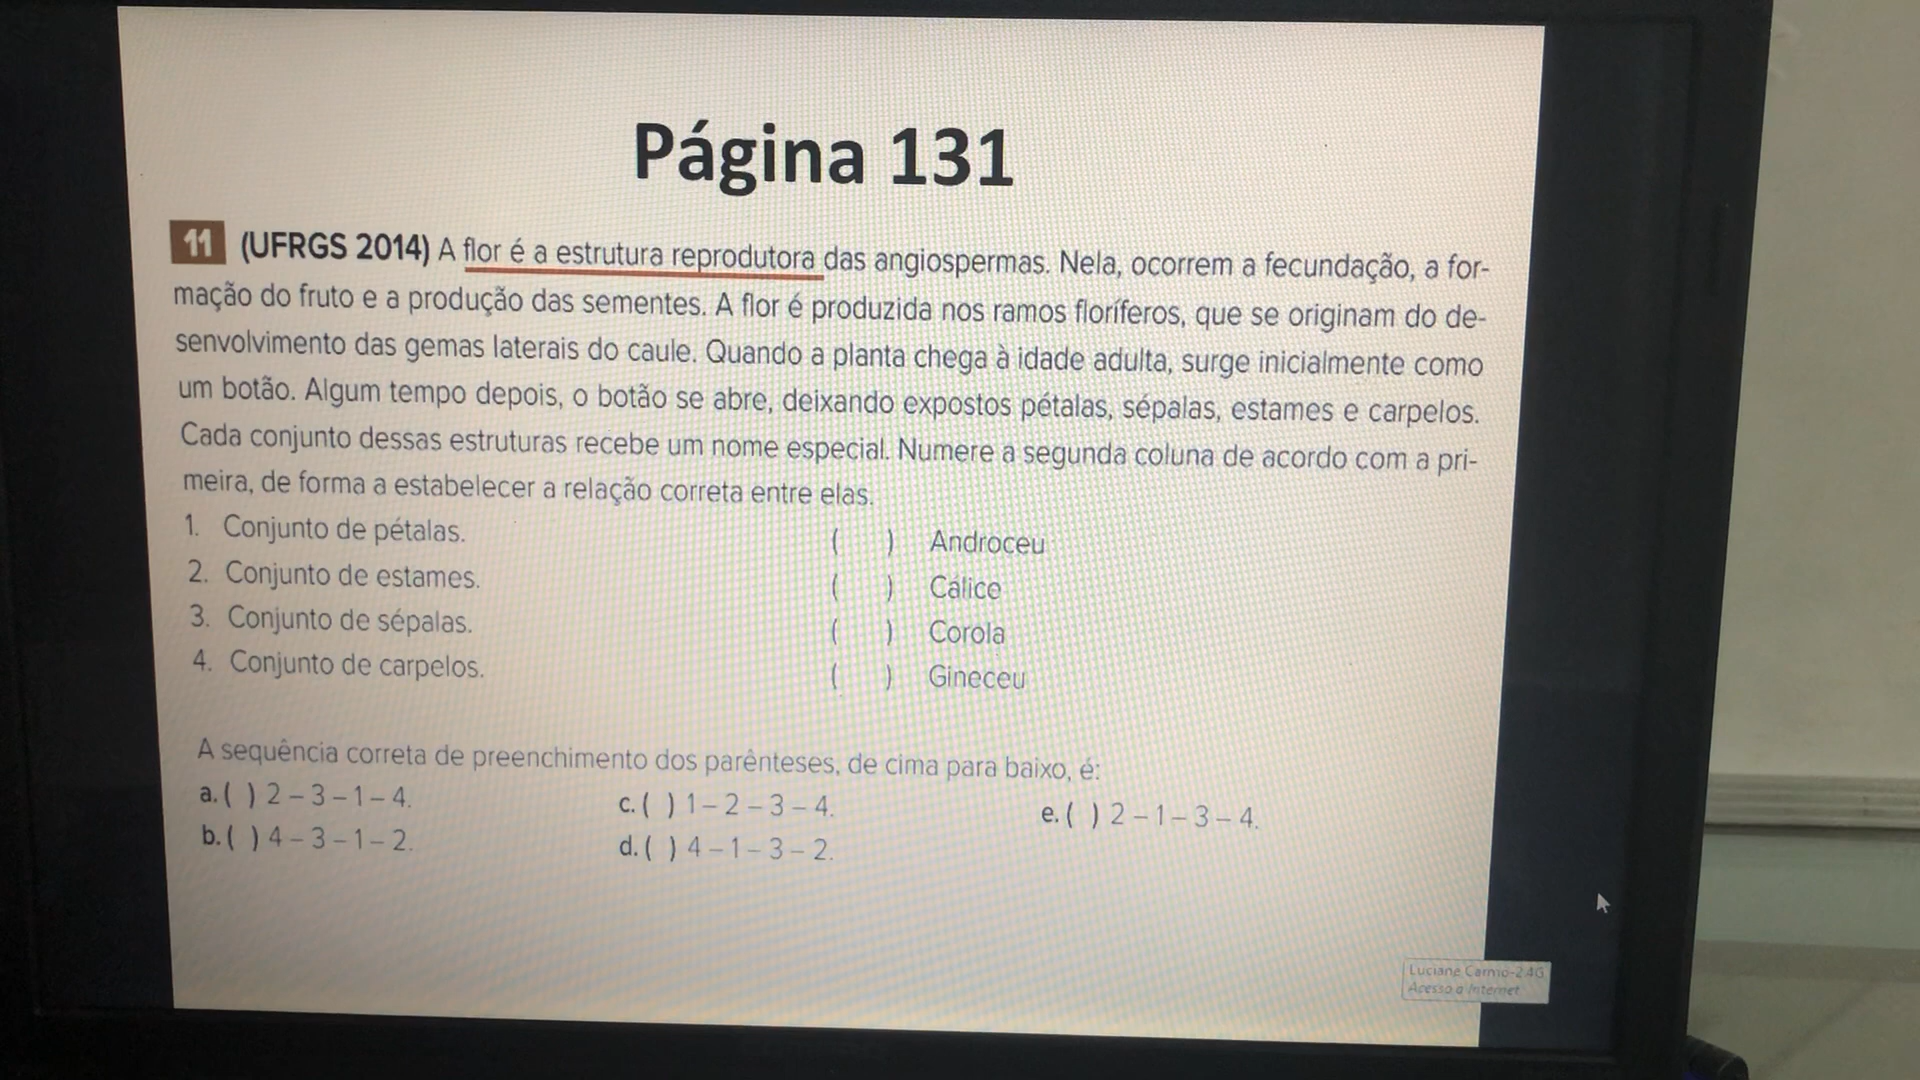 Página 131
11 (UFRGS 2014) A flor é a estrutura reprodutora das angiospermas. Nela, ocorrem a fecundação, a for-
mação do fruto e a produção das sementes. A flor é produzida nos ramos floríferos, que se originam do de-
senvolvimento das gemas laterais do caule. Quando a planta chega à idade adulta, surge inicialmente como
um botão. Algum tempo depois, o botão se abre, deixando expostos pétalas, sépalas, estames e carpelos.
Cada conjunto dessas estruturas recebe um nome especial. Numere a segunda coluna de acordo com a pri-
meira, de forma a estabelecer a relação correta entre elas.
1. Conjunto de pétalas. ( ) Androceu
2. Conjunto de estames. ( ) Cálice
3. Conjunto de sépalas. ( ) Corola
4. Conjunto de carpelos. ( ) Gineceu
A sequência correta de preenchimento dos parênteses, de cima para baixo, é:
a. ( ) 2 – 3 – 1 – 4. c. ( ) 1 – 2 – 3 – 4. e. ( ) 2 – 1 – 3 – 4.
b. ( ) 4 – 3 – 1 – 2. d. ( ) 4 – 1 – 3 – 2.
Luciane Carnio-2.4G
Acesso a Internet